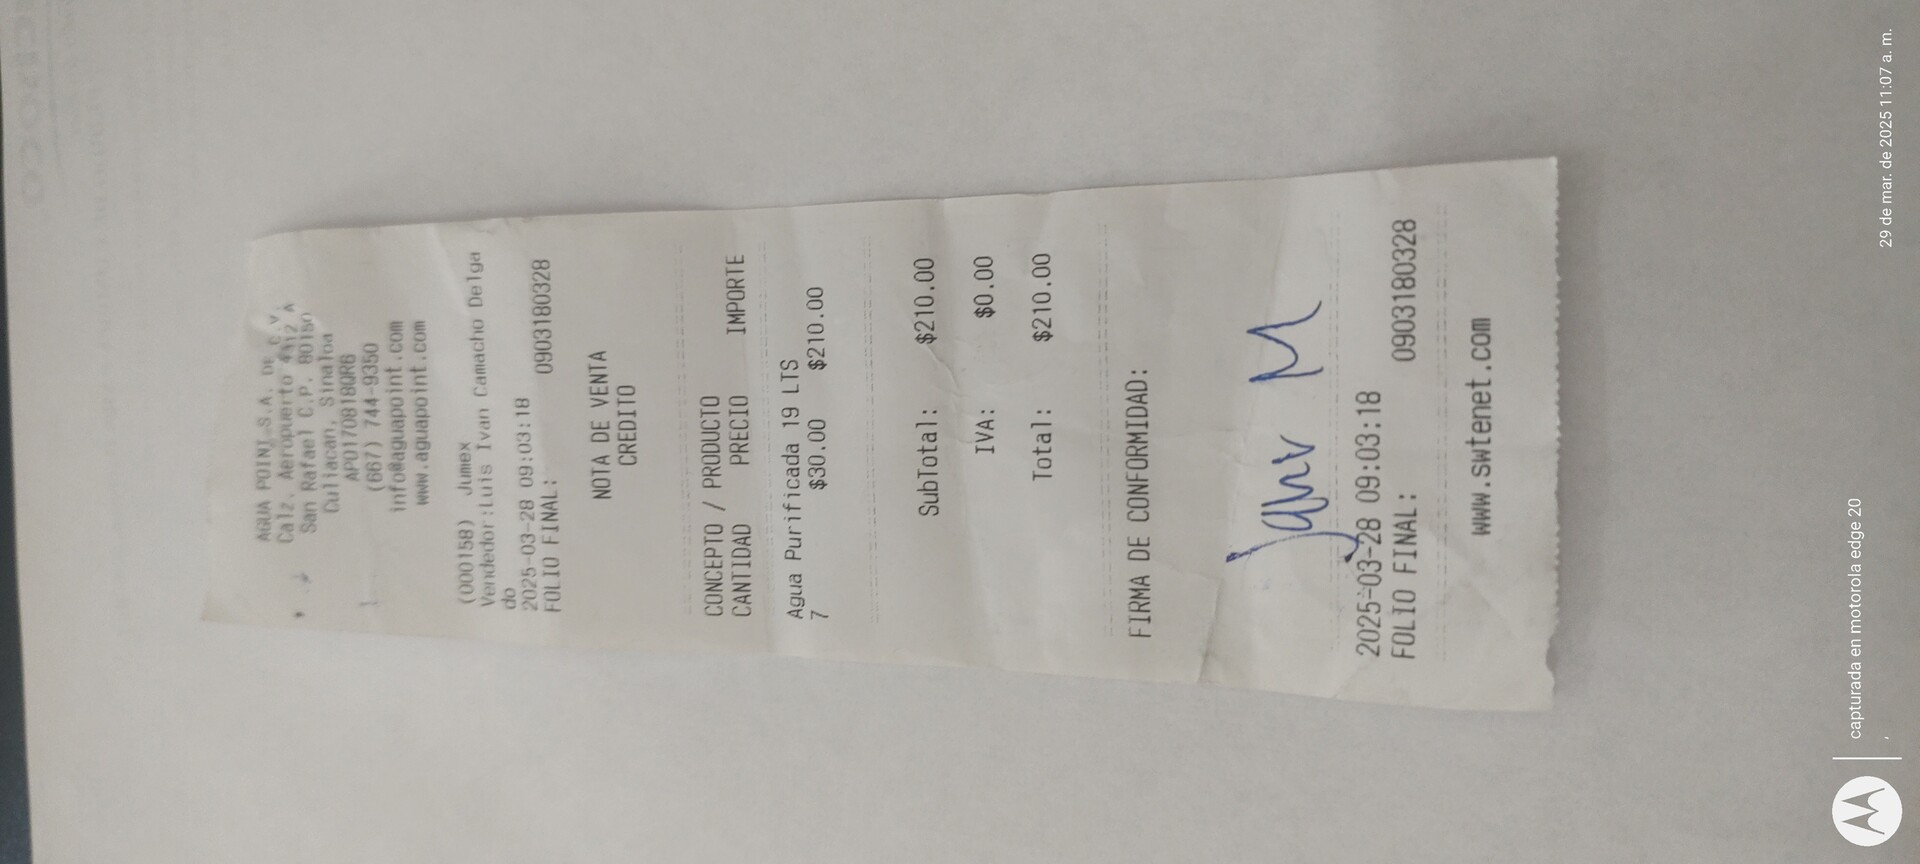 AGUA POINT S.A. DE C.V.
Calz. Aeropuerto A
San Rafael C.P. 80150
Culiacan, Sinaloa
APO170818QR6
(667) 744-9350
info@aguapoint.com
www.aguapoint.com
(000158) Jumex
Vendedor:Luis Ivan Camacho Delga
do
2025-03-28 09:03:18
FOLIO FINAL: 0903180328
NOTA DE VENTA
CREDITO
CONCEPTO / PRODUCTO
CANTIDAD PRECIO IMPORTE
Agua Purificada 19 LTS
7 $30.00 $210.00
SubTotal: $210.00
IVA: $0.00
Total: $210.00
FIRMA DE CONFORMIDAD:
2025-03-28 09:03:18
FOLIO FINAL: 0903180328
www.swtenet.com
capturada en motorola edge 20
29 de mar. de 2025 11:07 a. m.